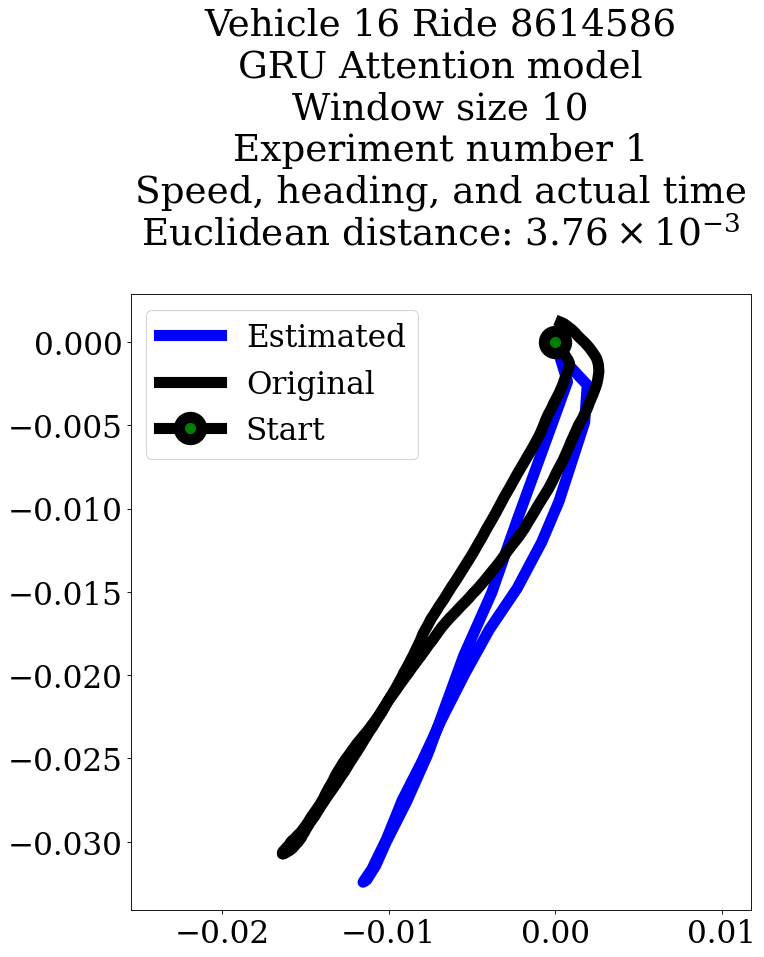 Vehicle 16 Ride 8614586
GRU Attention model
Window size 10
Experiment number 1
Speed, heading, and actual time
Euclidean distance: 3.76 × 10⁻³
Estimated
Original
Start
0.000
−0.005
−0.010
−0.015
−0.020
−0.025
−0.030
−0.02
−0.01
0.00
0.01